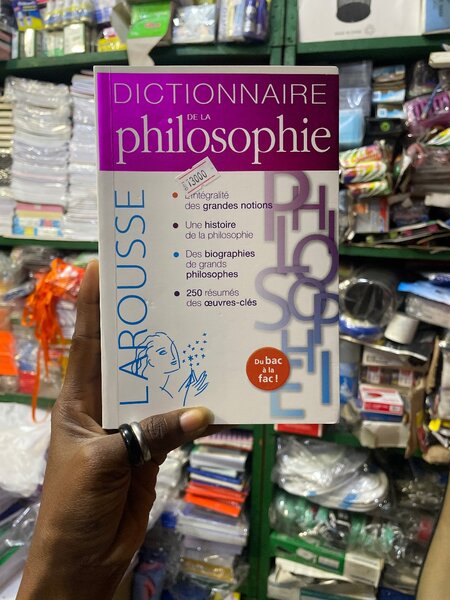 DICTIONNAIRE
DE LA
philosophie
13000
L'intégralité
des grandes notions
Une histoire
de la philosophie
Des biographies
de grands
philosophes
250 résumés
des œuvres-clés
LAROUSSE
PHILOSOPHIE
Du bac
à la
fac !